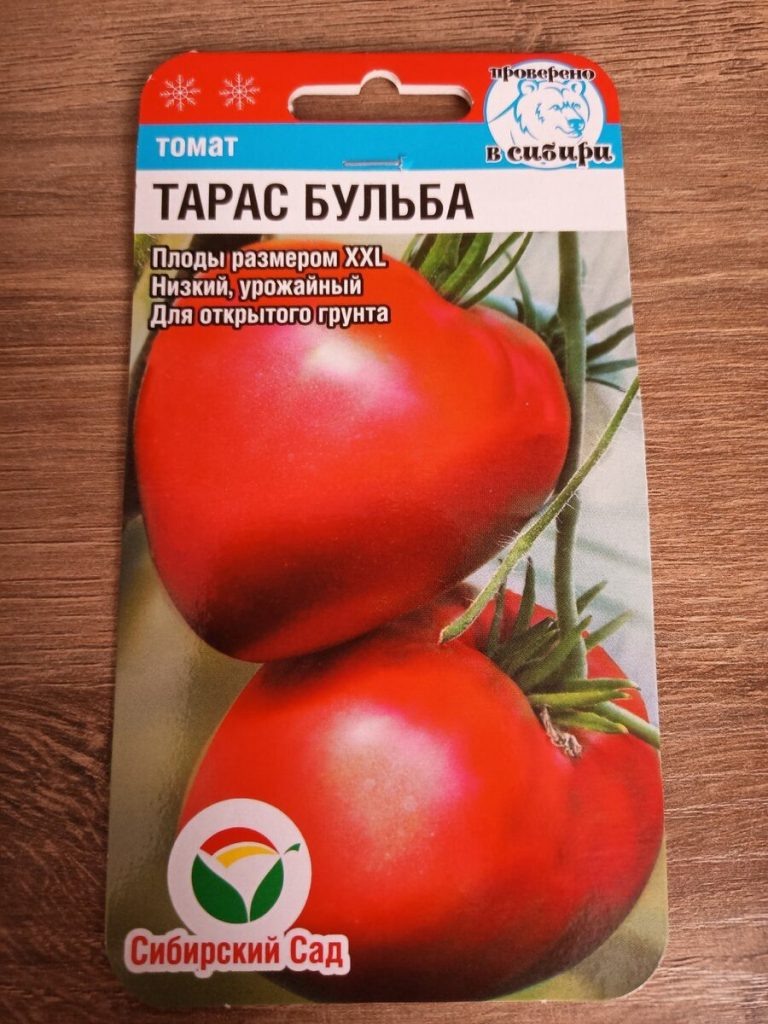 проверено
в сибири
томат
ТАРАС БУЛЬБА
Плоды размером XXL
Низкий, урожайный
Для открытого грунта
Сибирский Сад